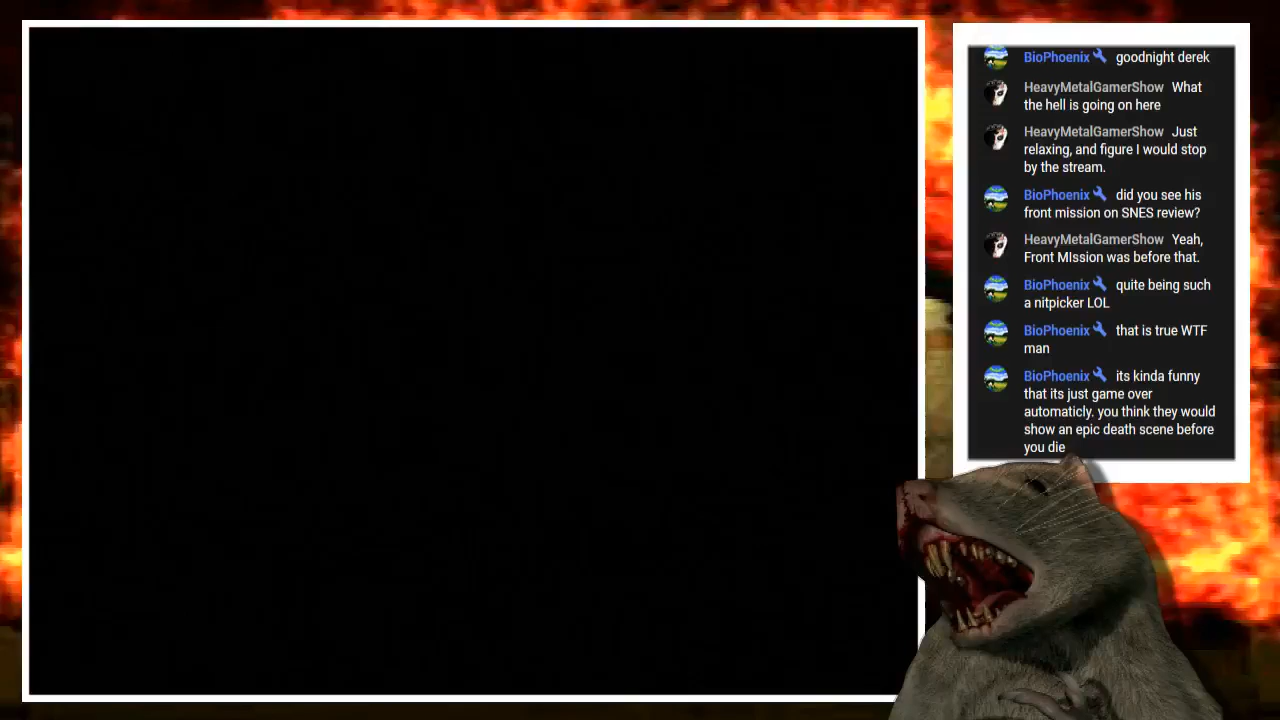 BioPhoenix goodnight derek
HeavyMetalGamerShow What
the hell is going on here
HeavyMetalGamerShow Just
relaxing, and figure I would stop
by the stream.
BioPhoenix did you see his
front mission on SNES review?
HeavyMetalGamerShow Yeah,
Front MIssion was before that.
BioPhoenix quite being such
a nitpicker LOL
BioPhoenix that is true WTF
man
BioPhoenix its kinda funny
that its just game over
automaticly. you think they would
show an epic death scene before
you die